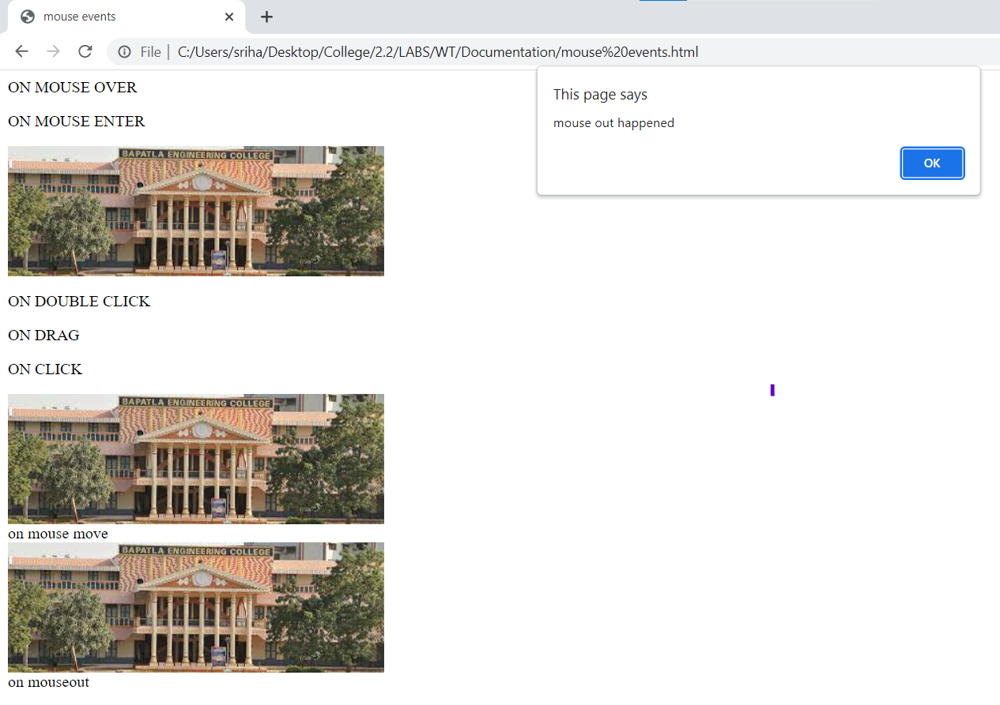 mouse events
File | C:/Users/sriha/Desktop/College/2.2/LABS/WT/Documentation/mouse%20events.html
This page says
mouse out happened
OK
ON MOUSE OVER
ON MOUSE ENTER
BAPATLA ENGINEERING COLLEGE
ON DOUBLE CLICK
ON DRAG
ON CLICK
BAPATLA ENGINEERING COLLEGE
on mouse move
BAPATLA ENGINEERING COLLEGE
on mouseout